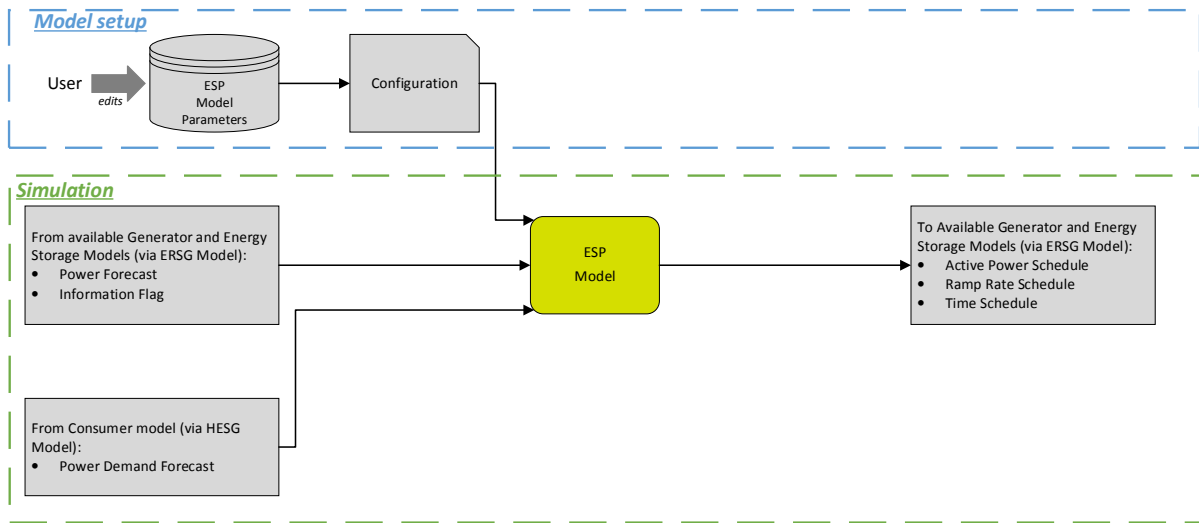 Model setup
User
edits
ESP
Model
Parameters
Configuration
Simulation
From available Generator and Energy
Storage Models (via ERSG Model):
• Power Forecast
• Information Flag
ESP
Model
To Available Generator and Energy
Storage Models (via ERSG Model):
• Active Power Schedule
• Ramp Rate Schedule
• Time Schedule
From Consumer model (via HESG
Model):
• Power Demand Forecast